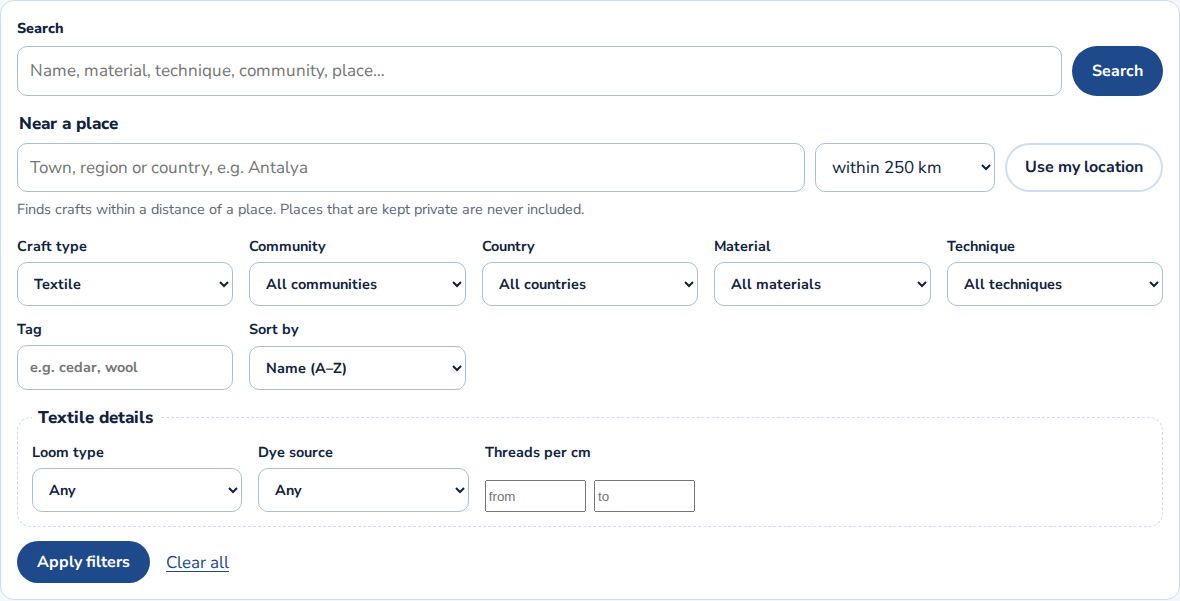 Search
Name, material, technique, community, place... Search
Near a place
Town, region or country, e.g. Antalya within 250 km Use my location
Finds crafts within a distance of a place. Places that are kept private are never included.
Craft type Community Country Material Technique
Textile All communities All countries All materials All techniques
Tag Sort by
e.g. cedar, wool Name (A–Z)
Textile details
Loom type Dye source Threads per cm
Any Any from to
Apply filters Clear all